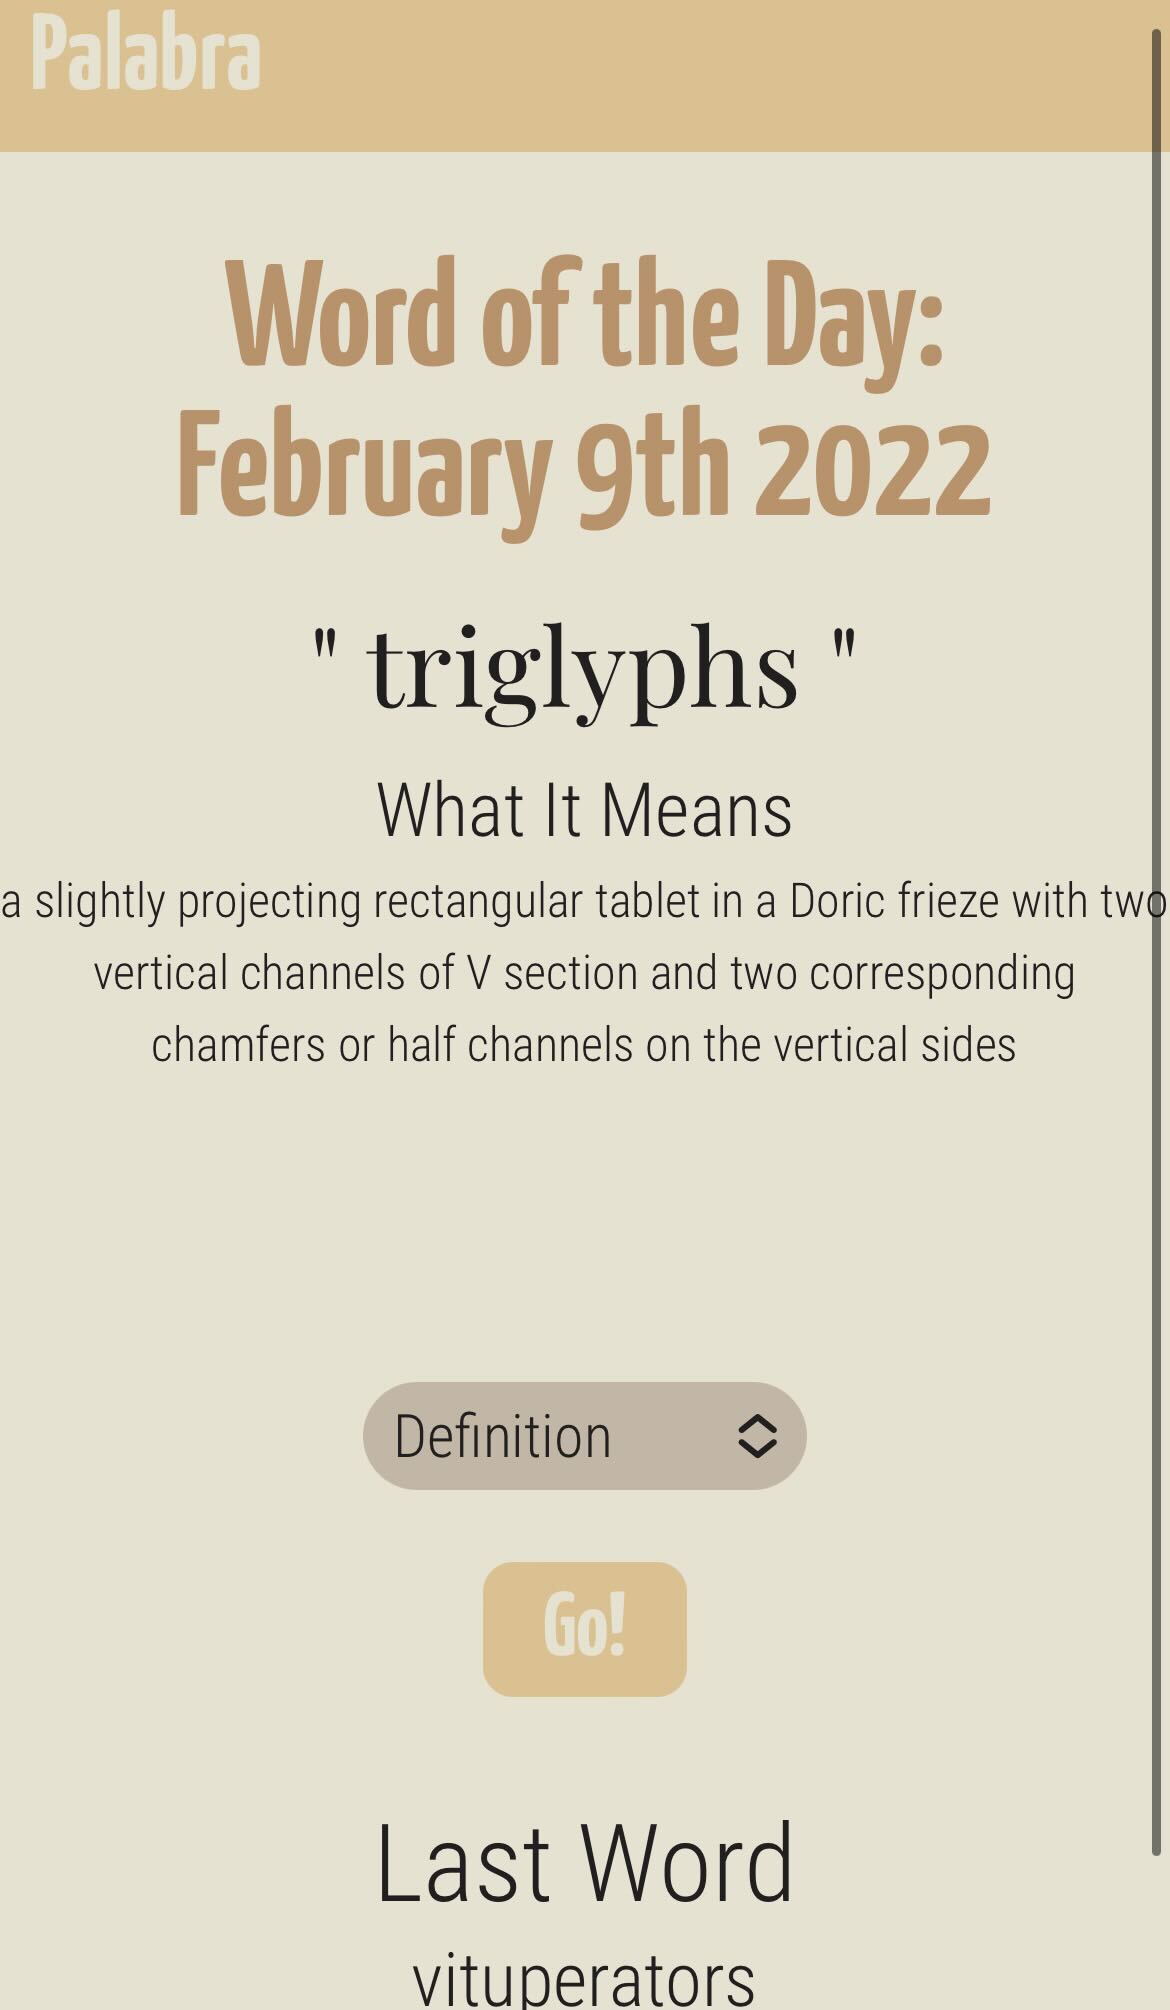 Palabra
Word of the Day:
February 9th 2022
" triglyphs "
What It Means
a slightly projecting rectangular tablet in a Doric frieze with two
vertical channels of V section and two corresponding
chamfers or half channels on the vertical sides
Definition
Go!
Last Word
vituperators